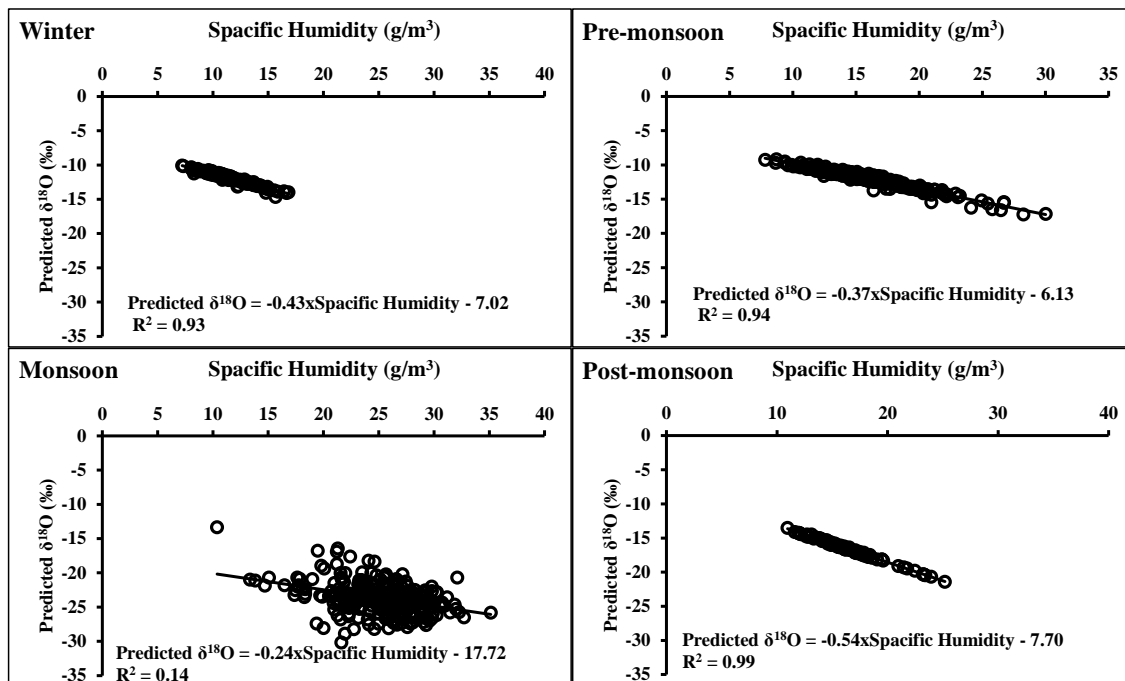 Winter
Spacific Humidity (g/m³)
0 5 10 15 20 25 30 35 40
0
-5
-10
-15
-20
-25
-30
-35
Predicted δ¹⁸O (‰)
Predicted δ¹⁸O = -0.43xSpacific Humidity - 7.02
R² = 0.93
Pre-monsoon
Spacific Humidity (g/m³)
0 5 10 15 20 25 30 35
0
-5
-10
-15
-20
-25
-30
-35
Predicted δ¹⁸O (‰)
Predicted δ¹⁸O = -0.37xSpacific Humidity - 6.13
R² = 0.94
Monsoon
Spacific Humidity (g/m³)
0 5 10 15 20 25 30 35 40
0
-5
-10
-15
-20
-25
-30
-35
Predicted δ¹⁸O (‰)
Predicted δ¹⁸O = -0.24xSpacific Humidity - 17.72
R² = 0.14
Post-monsoon
Spacific Humidity (g/m³)
0 10 20 30 40
0
-5
-10
-15
-20
-25
-30
-35
Predicted δ¹⁸O (‰)
Predicted δ¹⁸O = -0.54xSpacific Humidity - 7.70
R² = 0.99